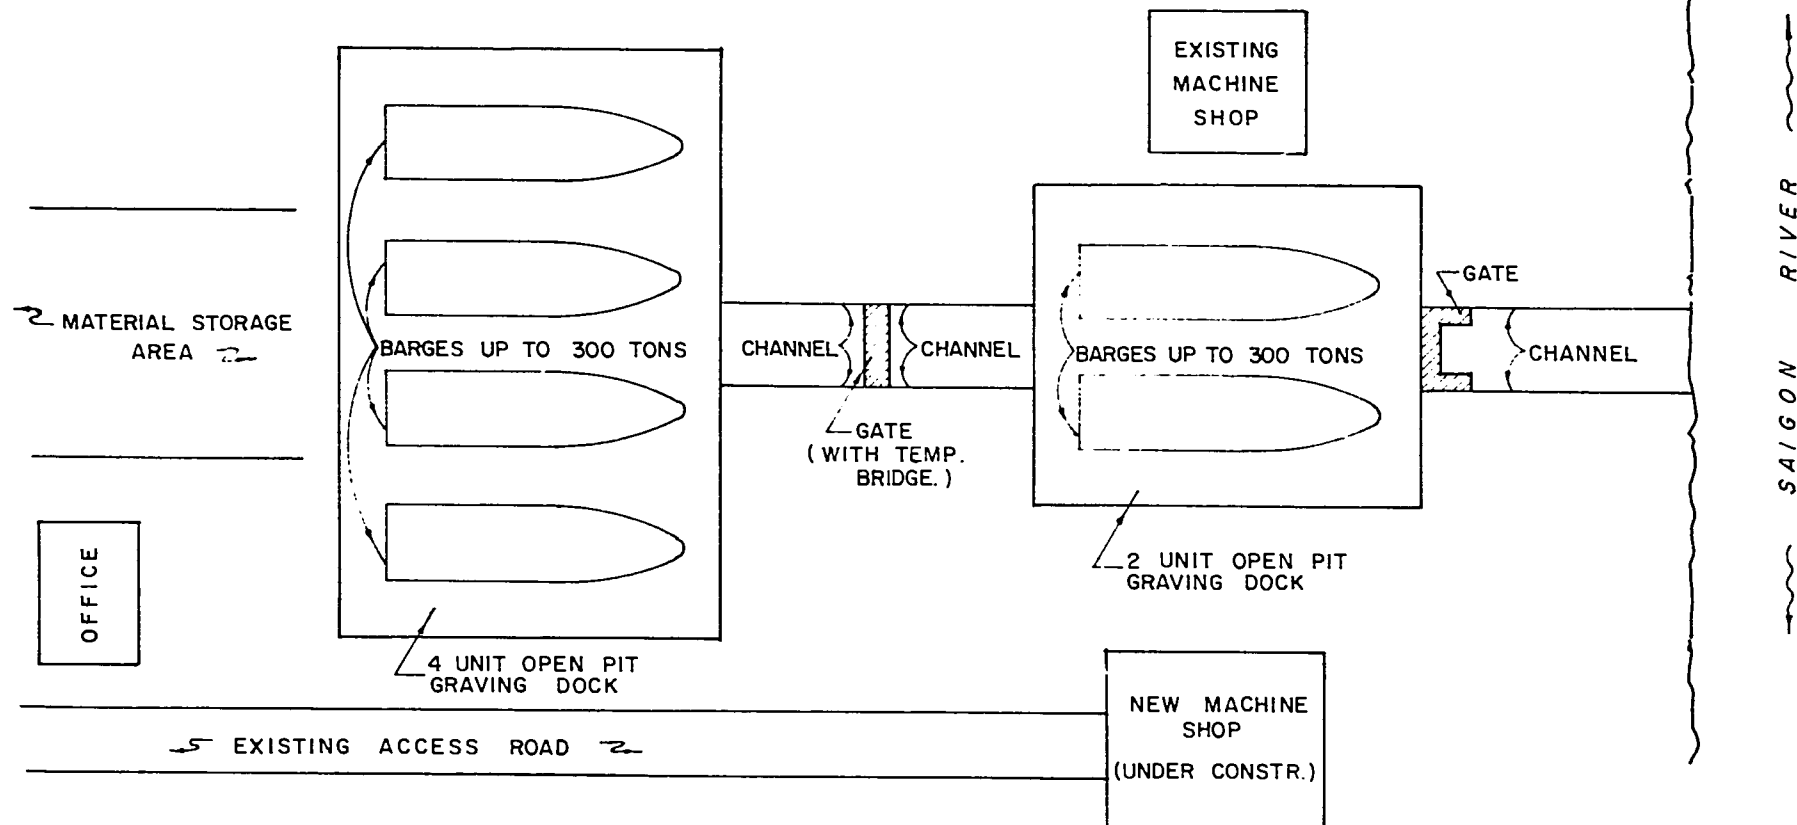 EXISTING
MACHINE
SHOP
SAIGON RIVER
GATE
MATERIAL STORAGE
AREA
BARGES UP TO 300 TONS
CHANNEL
CHANNEL
BARGES UP TO 300 TONS
CHANNEL
GATE
(WITH TEMP.
BRIDGE.)
OFFICE
2 UNIT OPEN PIT
GRAVING DOCK
4 UNIT OPEN PIT
GRAVING DOCK
NEW MACHINE
SHOP
(UNDER CONSTR.)
EXISTING ACCESS ROAD